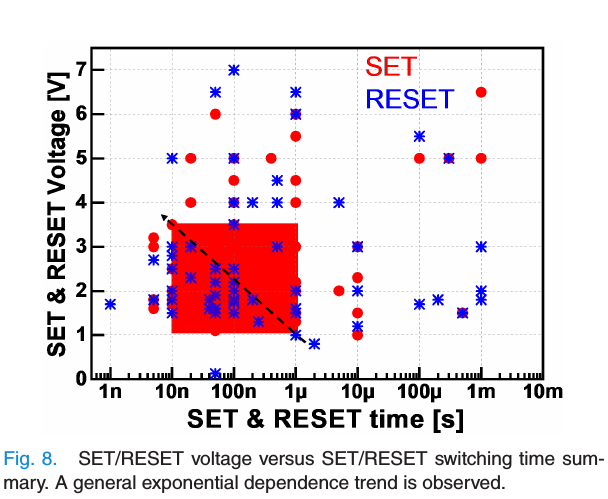 SET & RESET Voltage [V]
7
6
5
4
3
2
1
0
SET
RESET
1n 10n 100n 1μ 10μ 100μ 1m 10m
SET & RESET time [s]
Fig. 8. SET/RESET voltage versus SET/RESET switching time sum-
mary. A general exponential dependence trend is observed.